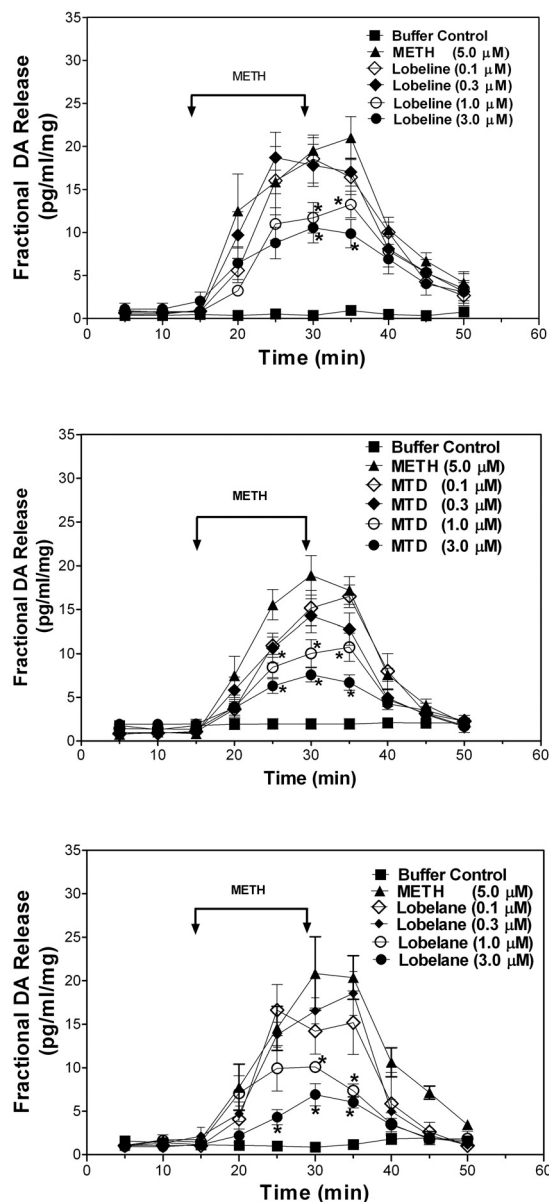 Buffer Control
METH (5.0 µM)
Lobeline (0.1 µM)
Lobeline (0.3 µM)
Lobeline (1.0 µM)
Lobeline (3.0 µM)
METH
Fractional DA Release
(pg/ml/mg)
35
30
25
20
15
10
5
0
* * * *
0 10 20 30 40 50 60
Time (min)
Buffer Control
METH (5.0 µM)
MTD (0.1 µM)
MTD (0.3 µM)
MTD (1.0 µM)
MTD (3.0 µM)
METH
Fractional DA Release
(pg/ml/mg)
35
30
25
20
15
10
5
0
* * * * * *
0 10 20 30 40 50 60
Time (min)
Buffer Control
METH (5.0 µM)
Lobelane (0.1 µM)
Lobelane (0.3 µM)
Lobelane (1.0 µM)
Lobelane (3.0 µM)
METH
Fractional DA Release
(pg/ml/mg)
35
30
25
20
15
10
5
0
* * * * *
0 10 20 30 40 50 60
Time (min)